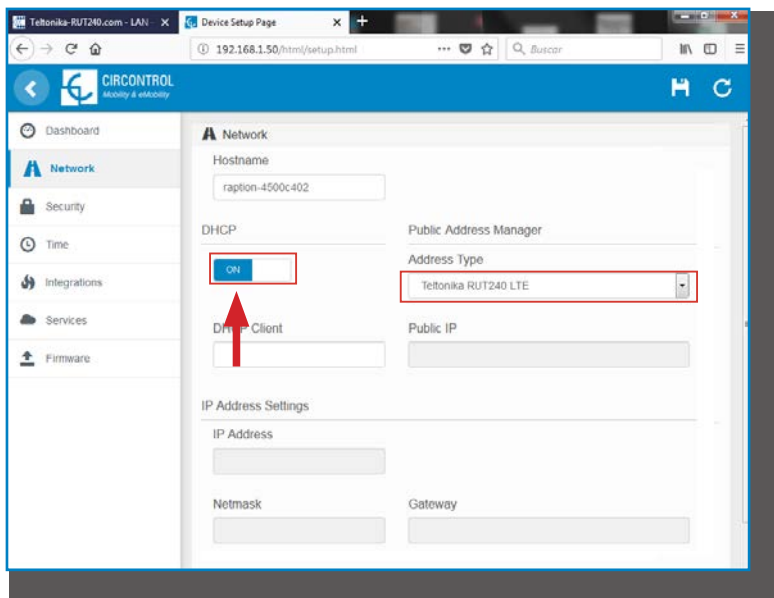 Teltonika-RUT240.com - LAN -
Device Setup Page
192.168.1.50/html/setup.html
Buscar
CIRCONTROL
Mobility & eMobility
Dashboard
Network
Security
Time
Integrations
Services
Firmware
Network
Hostname
raption-4500c402
DHCP
Public Address Manager
ON
Address Type
Teltonika RUT240 LTE
DHCP Client
Public IP
IP Address Settings
IP Address
Netmask
Gateway